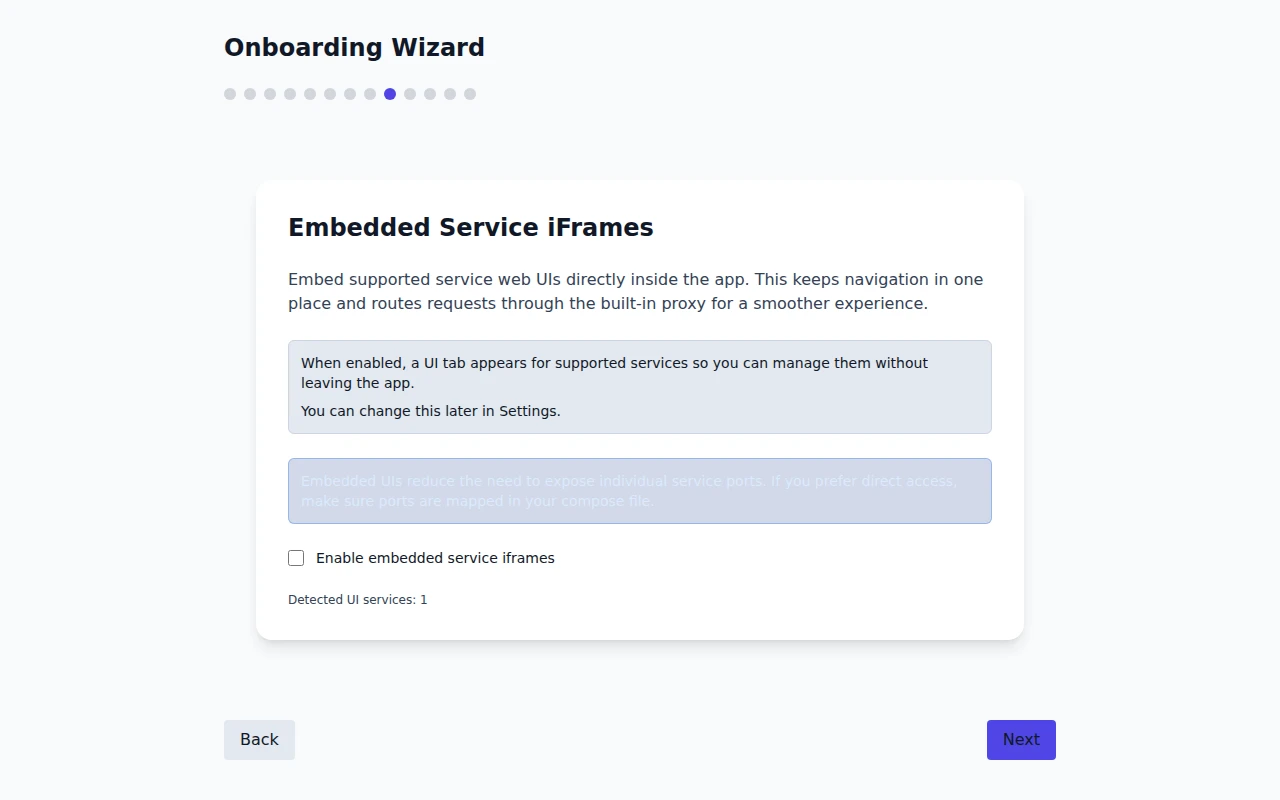 Onboarding Wizard
Embedded Service iFrames
Embed supported service web UIs directly inside the app. This keeps navigation in one
place and routes requests through the built-in proxy for a smoother experience.
When enabled, a UI tab appears for supported services so you can manage them without
leaving the app.
You can change this later in Settings.
Embedded UIs reduce the need to expose individual service ports. If you prefer direct access,
make sure ports are mapped in your compose file.
Enable embedded service iframes
Detected UI services: 1
Back
Next